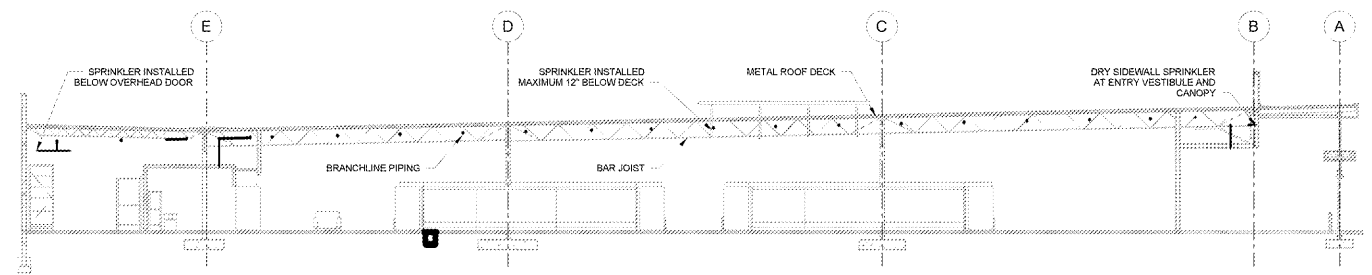 E
D
C
B
A
SPRINKLER INSTALLED
BELOW OVERHEAD DOOR
SPRINKLER INSTALLED
MAXIMUM 12" BELOW DECK
METAL ROOF DECK
DRY SIDEWALL SPRINKLER
AT ENTRY VESTIBULE AND
CANOPY
BRANCHLINE PIPING
BAR JOIST